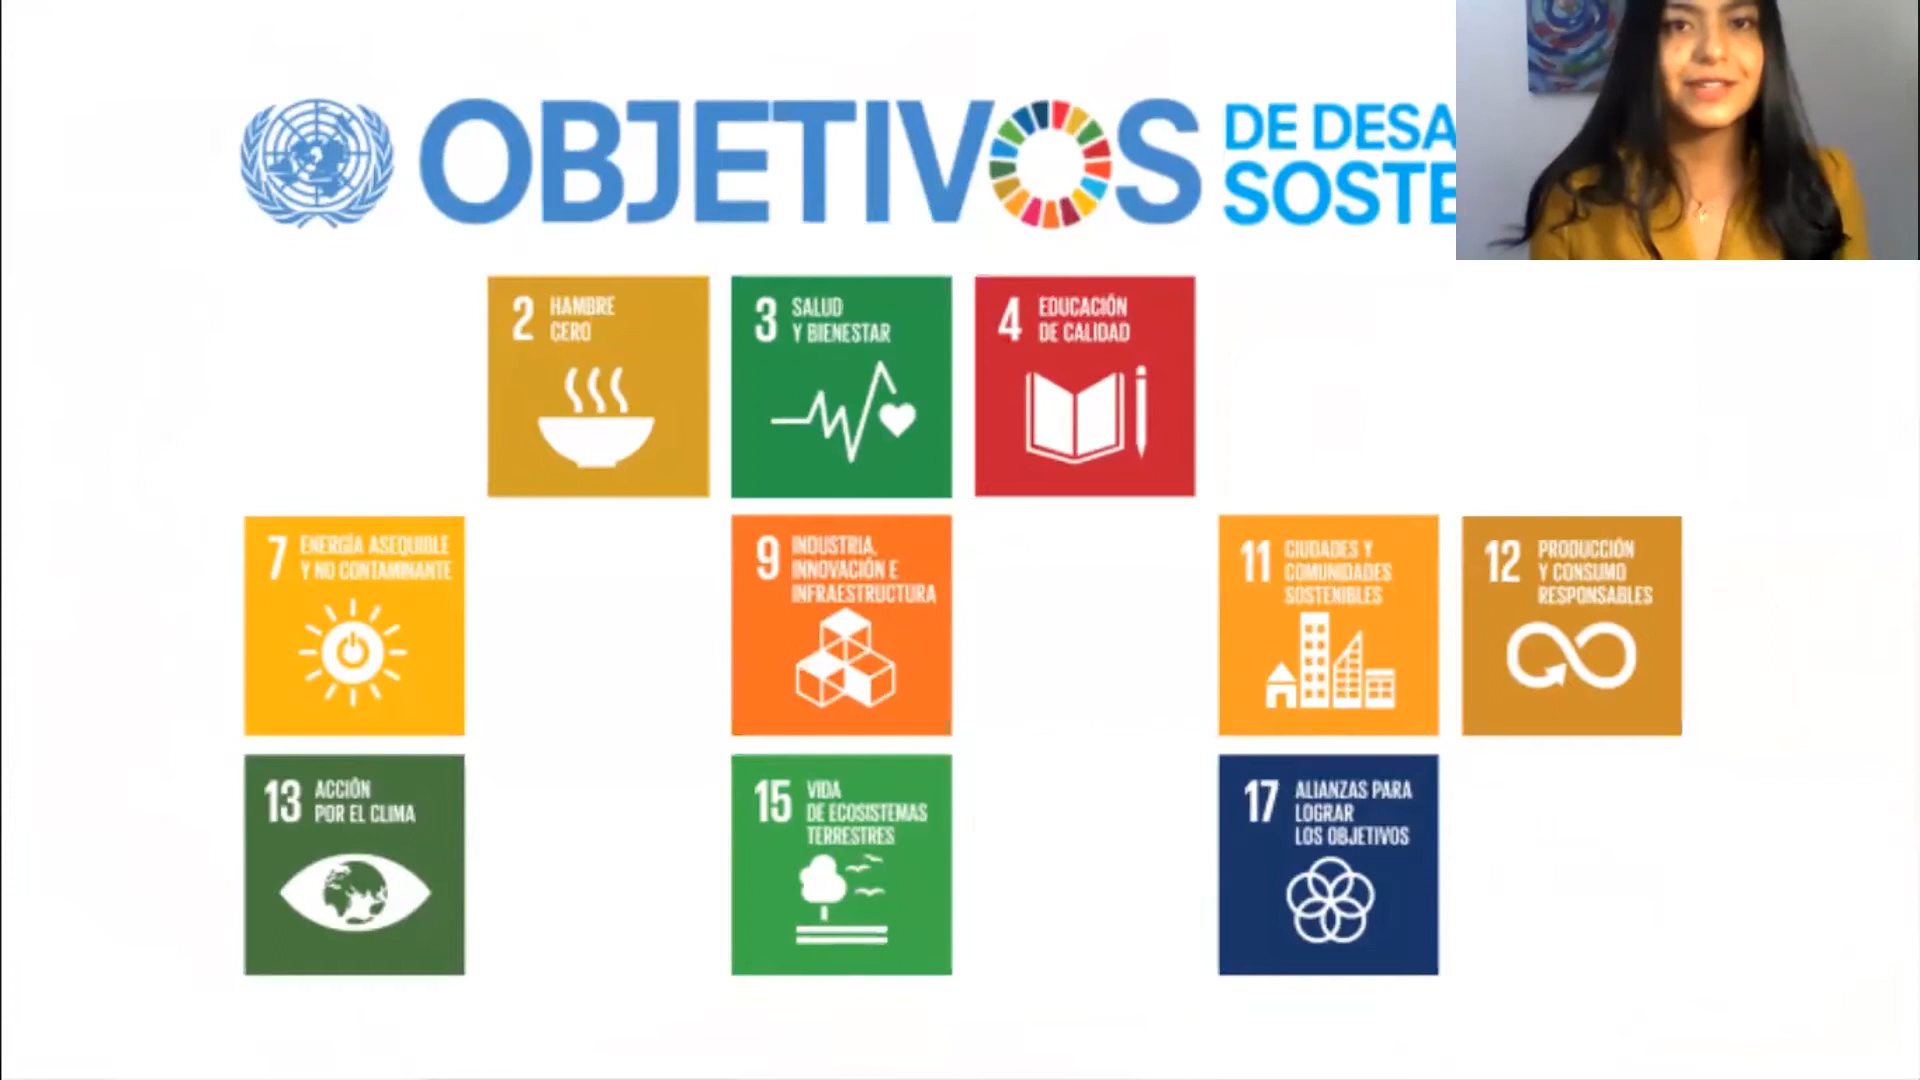 OBJETIVOS
DE DESA
SOSTE
2 HAMBRE
CERO
3 SALUD
Y BIENESTAR
4 EDUCACIÓN
DE CALIDAD
7 ENERGÍA ASEQUIBLE
Y NO CONTAMINANTE
9 INDUSTRIA,
INNOVACIÓN E
INFRAESTRUCTURA
11 CIUDADES Y
COMUNIDADES
SOSTENIBLES
12 PRODUCCIÓN
Y CONSUMO
RESPONSABLES
13 ACCIÓN
POR EL CLIMA
15 VIDA
DE ECOSISTEMAS
TERRESTRES
17 ALIANZAS PARA
LOGRAR
LOS OBJETIVOS